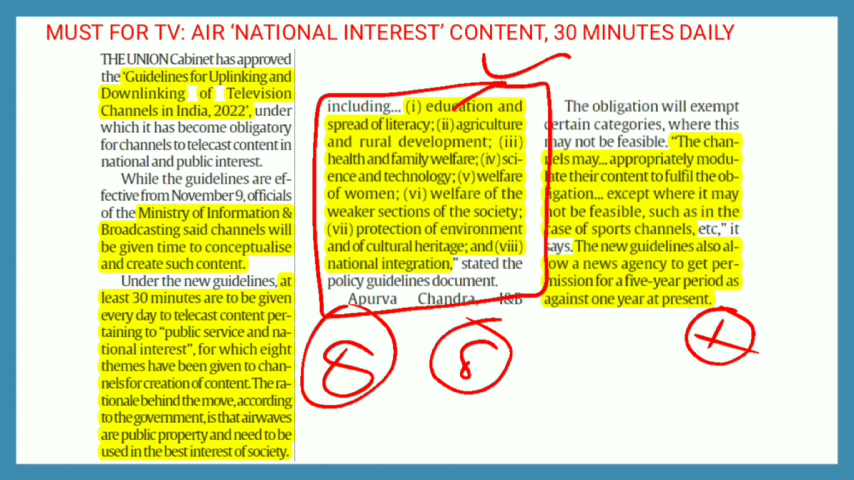 MUST FOR TV: AIR ‘NATIONAL INTEREST’ CONTENT, 30 MINUTES DAILY
THE UNION Cabinet has approved
the ‘Guidelines for Uplinking and
Downlinking of Television
Channels in India, 2022’, under
which it has become obligatory
for channels to telecast content in
national and public interest.
While the guidelines are ef-
fective from November 9, officials
of the Ministry of Information &
Broadcasting said channels will
be given time to conceptualise
and create such content.
Under the new guidelines, at
least 30 minutes are to be given
every day to telecast content per-
taining to “public service and na-
tional interest”, for which eight
themes have been given to chan-
nels for creation of content. The ra-
tionale behind the move, according
to the government, is that airwaves
are public property and need to be
used in the best interest of society.
including... (i) education and
spread of literacy; (ii) agriculture
and rural development; (iii)
health and family welfare; (iv) sci-
ence and technology; (v) welfare
of women; (vi) welfare of the
weaker sections of the society;
(vii) protection of environment
and of cultural heritage; and (viii)
national integration,” stated the
policy guidelines document.
Apurva Chandra, I&B
8
8
The obligation will exempt
certain categories, where this
may not be feasible. “The chan-
nels may... appropriately modu-
late their content to fulfil the ob-
ligation... except where it may
not be feasible, such as in the
case of sports channels, etc,” it
says. The new guidelines also al-
low a news agency to get per-
mission for a five-year period as
against one year at present.